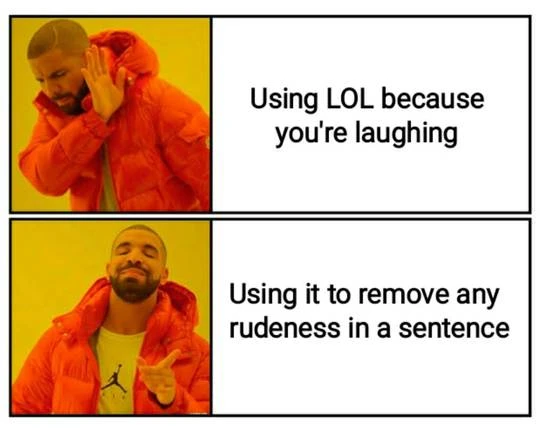 Using LOL because
you're laughing
Using it to remove any
rudeness in a sentence